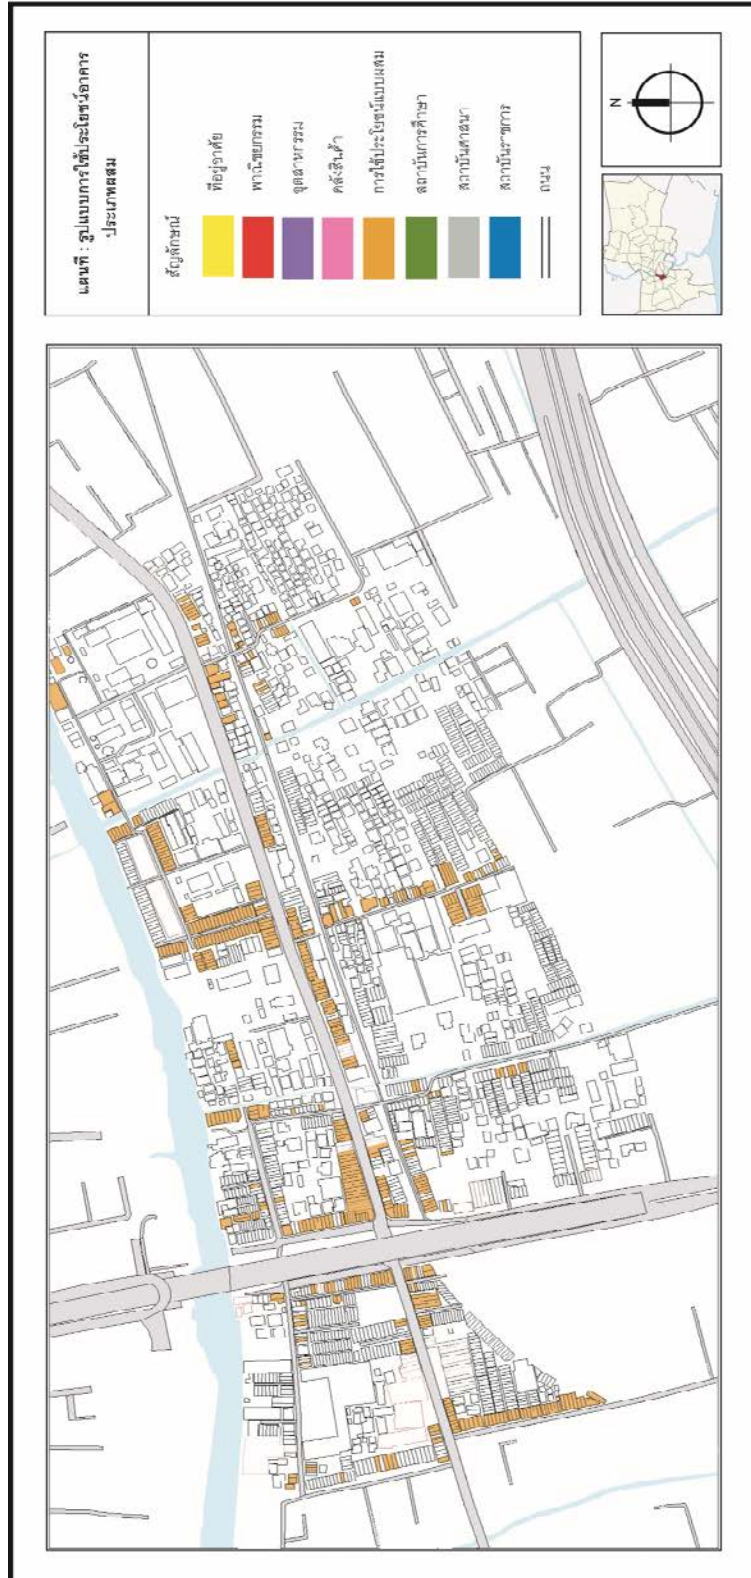 แผนที่ : รูปแบบการใช้ประโยชน์อาคาร
ประเภทผสม
สัญลักษณ์
ที่อยู่อาศัย
พาณิชยกรรม
อุตสาหกรรม
คลังสินค้า
การใช้ประโยชน์แบบผสม
สถาบันการศึกษา
สถาบันศาสนา
สถาบันราชการ
ถนน
N